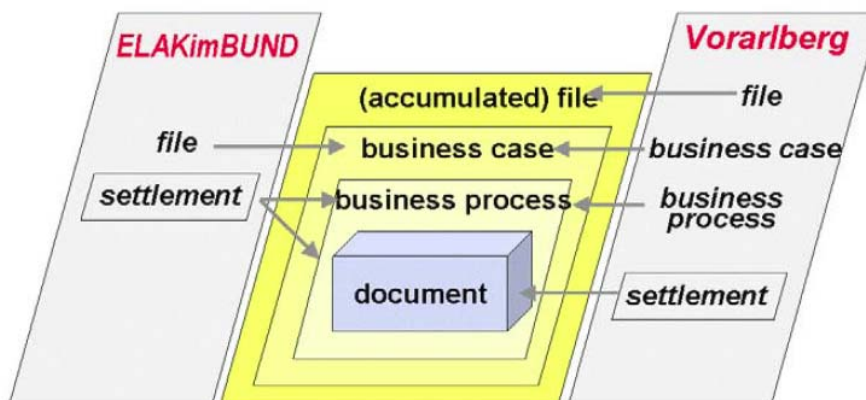 ELAKimBUND
Vorarlberg
(accumulated) file
file
file
business case
business case
settlement
business process
business
process
document
settlement